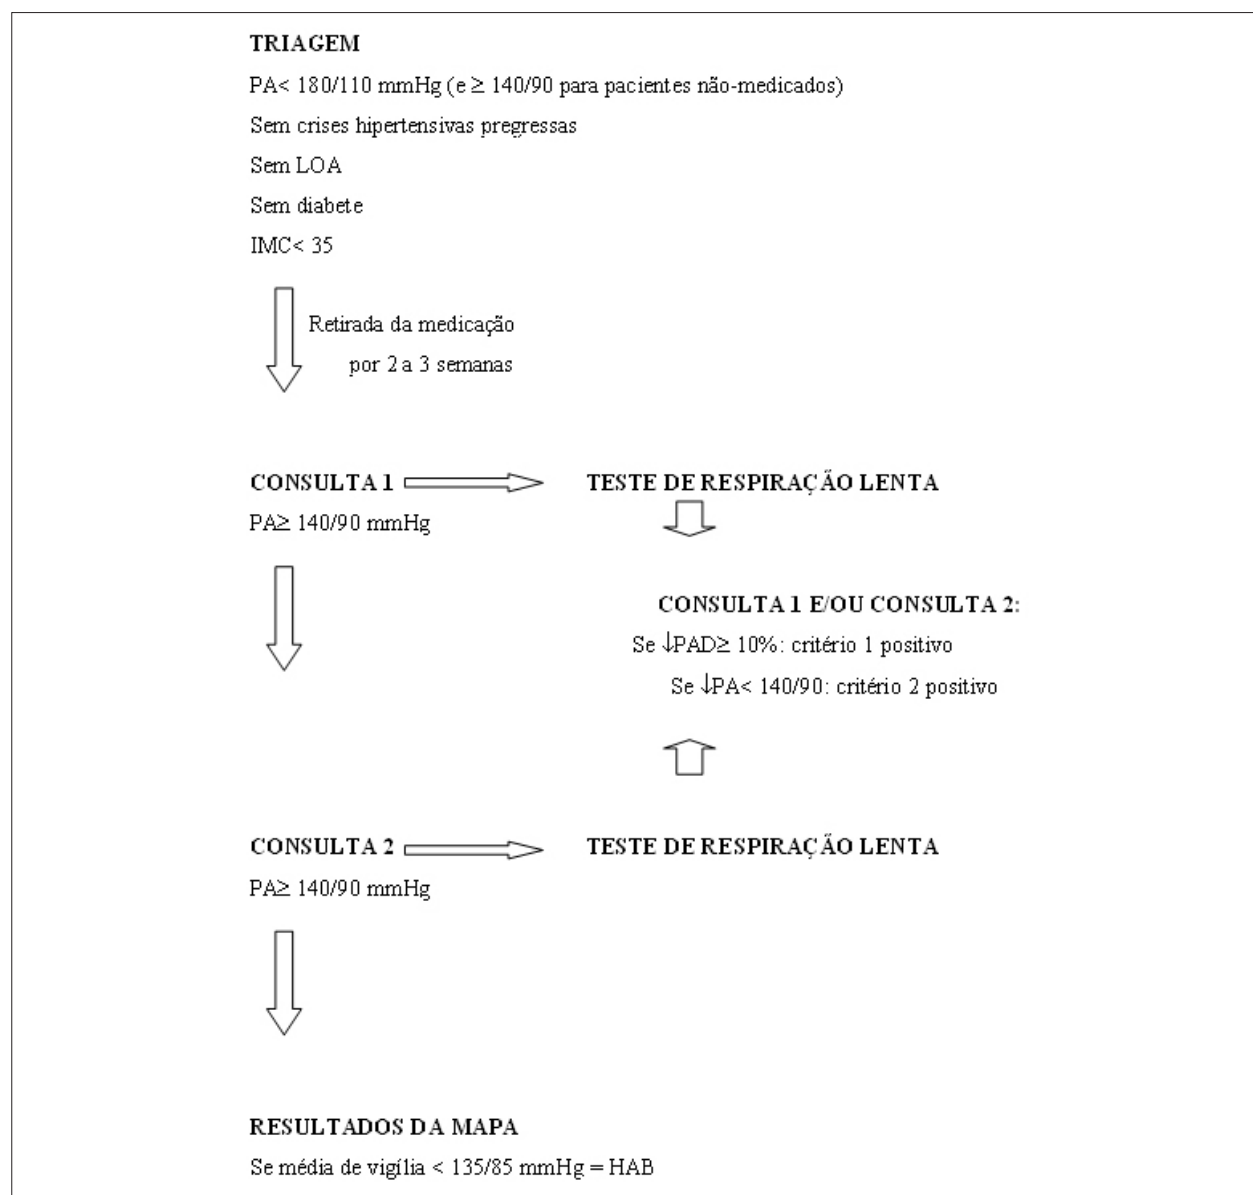 TRIAGEM
PA< 180/110 mmHg (e ≥ 140/90 para pacientes não-medicados)
Sem crises hipertensivas pregressas
Sem LOA
Sem diabete
IMC< 35
Retirada da medicação
por 2 a 3 semanas
CONSULTA 1
TESTE DE RESPIRAÇÃO LENTA
PA≥ 140/90 mmHg
CONSULTA 1 E/OU CONSULTA 2:
Se ↓PAD≥ 10%: critério 1 positivo
Se ↓PA< 140/90: critério 2 positivo
CONSULTA 2
TESTE DE RESPIRAÇÃO LENTA
PA≥ 140/90 mmHg
RESULTADOS DA MAPA
Se média de vigília < 135/85 mmHg = HAB